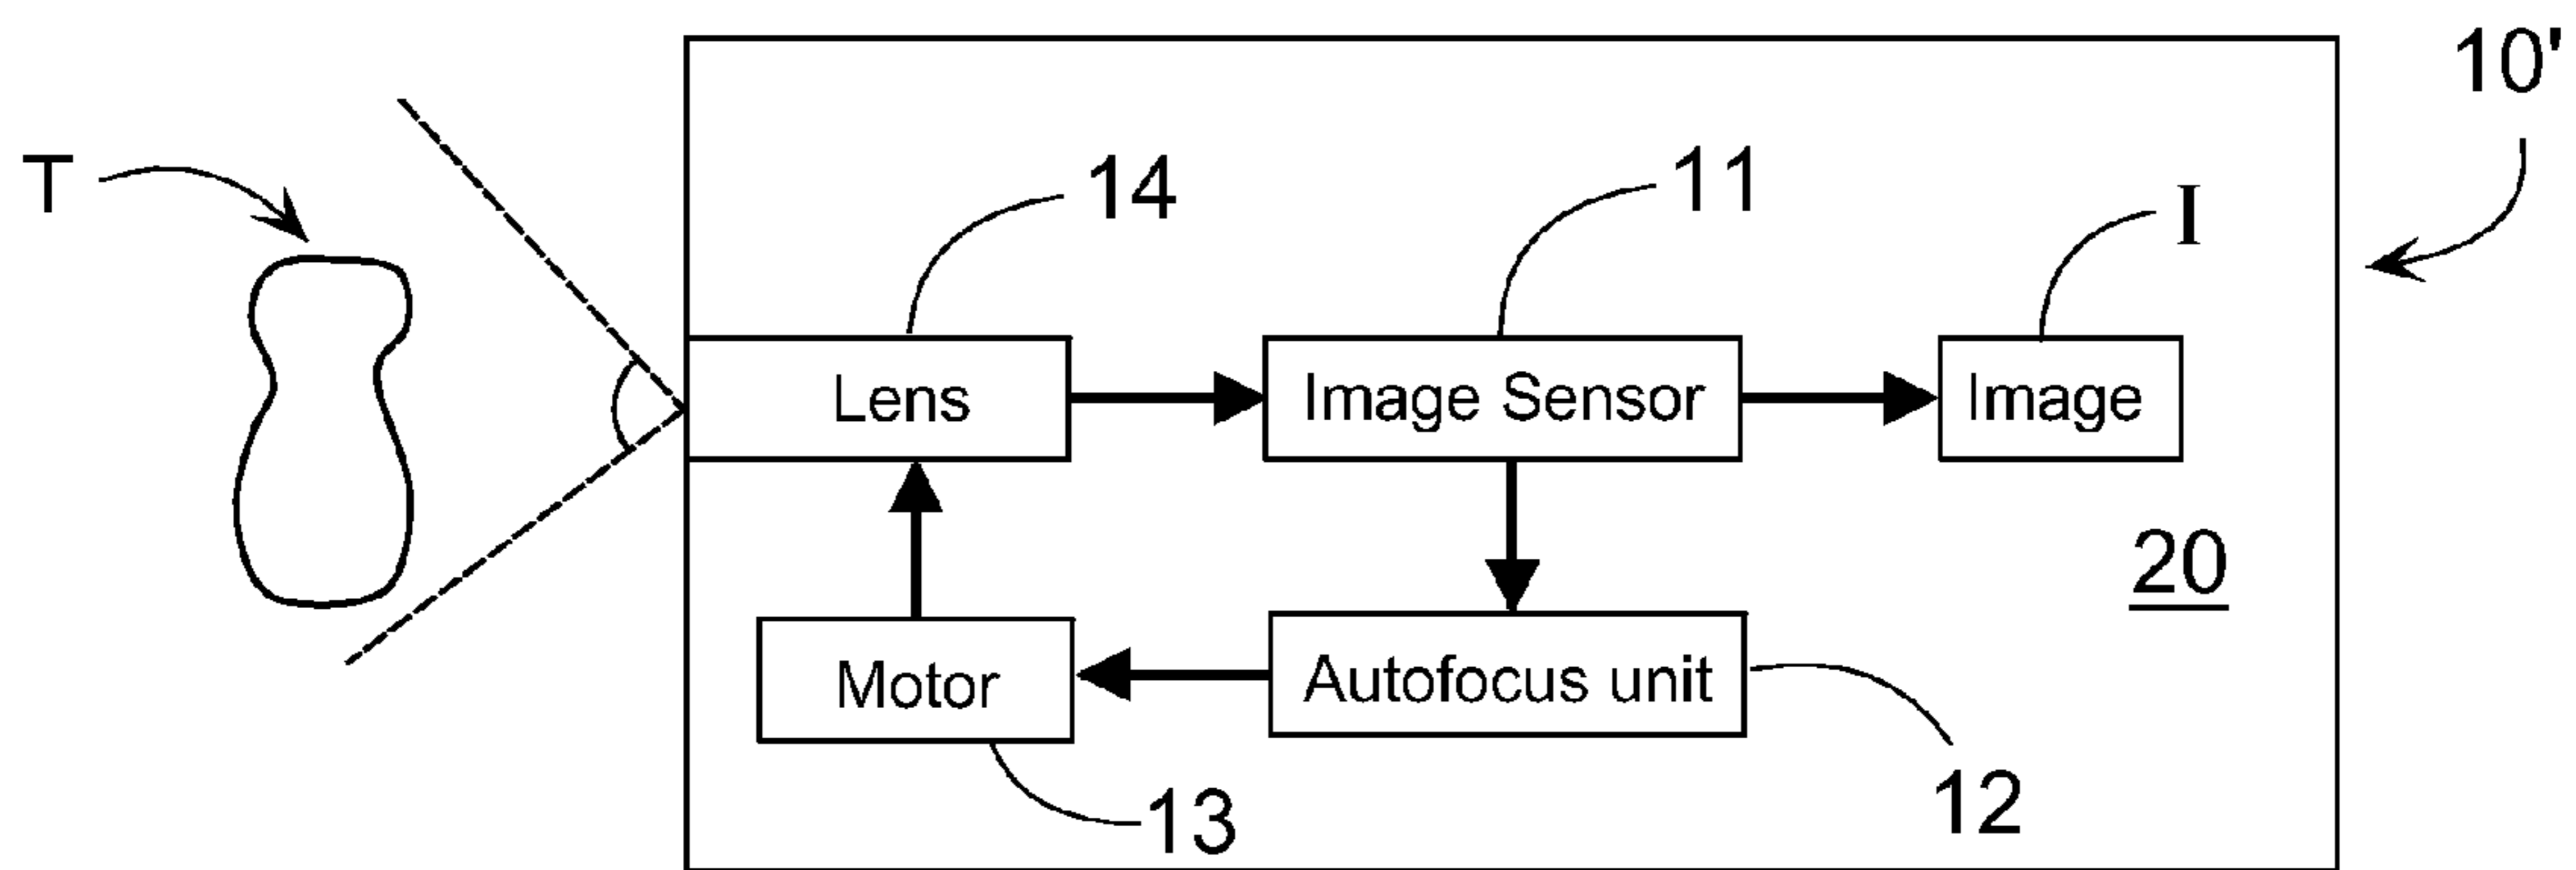 10'
T
14
11
I
Lens
Image Sensor
Image
20
Motor
Autofocus unit
13
12